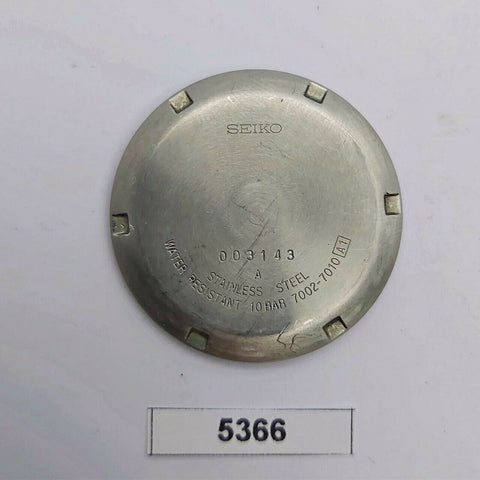 SEIKO
003143
A
STAINLESS STEEL
WATER RESISTANT 10 BAR 7002-7010 A1
5366